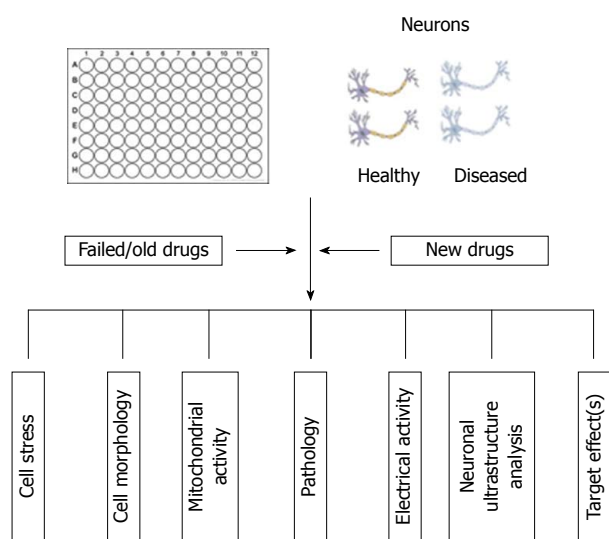 Neurons
1 2 3 4 5 6 7 8 9 10 11 12
A
B
C
D
E
F
G
H
Healthy
Diseased
Failed/old drugs
New drugs
Cell stress
Cell morphology
Mitochondrial
activity
Pathology
Electrical activity
Neuronal
ultrastructure
analysis
Target effect(s)